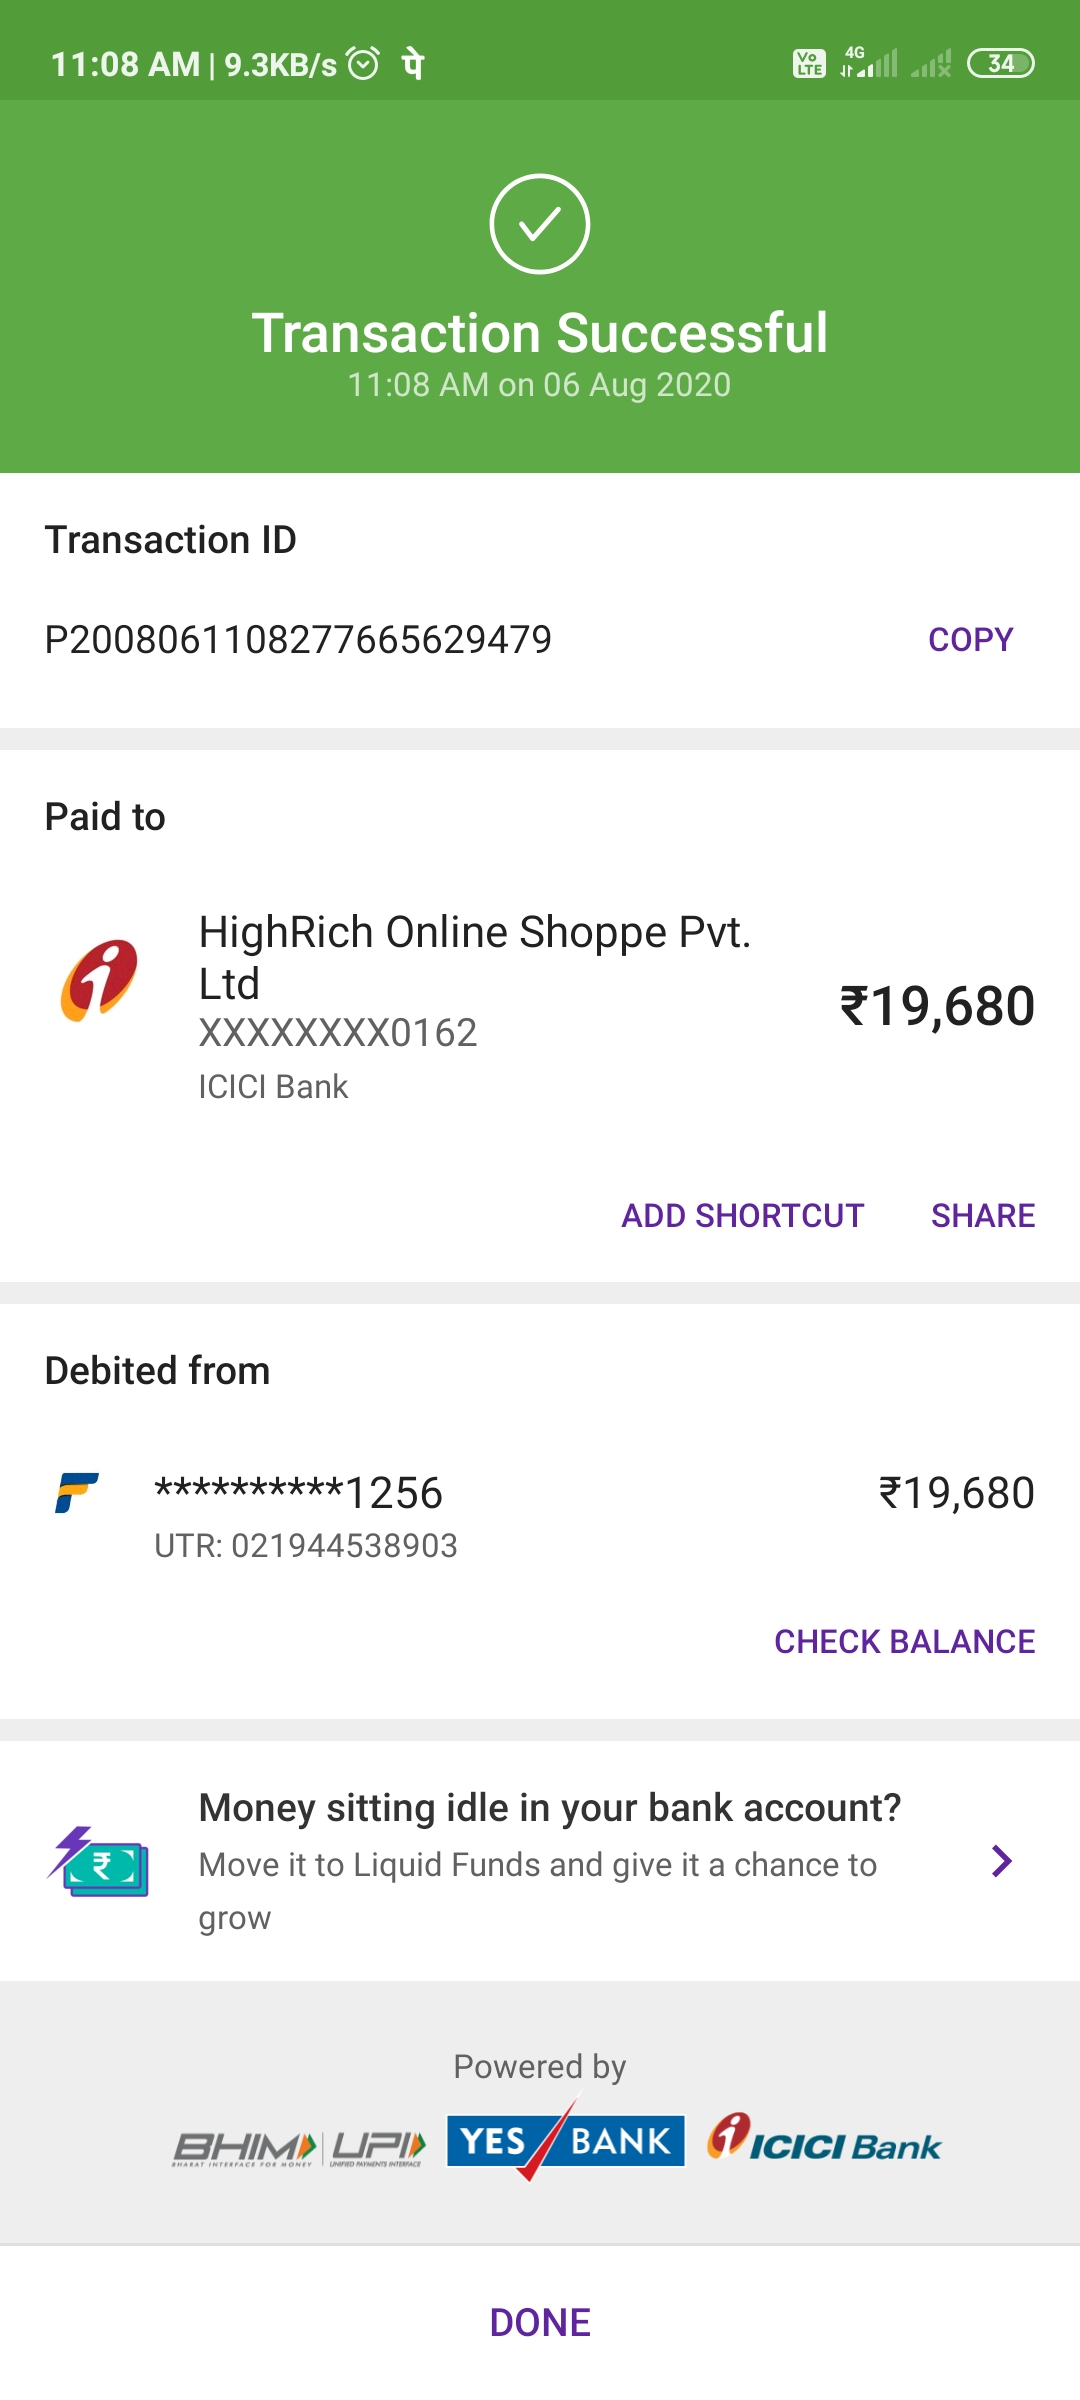 11:08 AM | 9.3KB/s पे Vo LTE 4G 34
Transaction Successful
11:08 AM on 06 Aug 2020
Transaction ID
P2008061108277665629479 COPY
Paid to
HighRich Online Shoppe Pvt.
Ltd
XXXXXXXX0162
₹19,680
ICICI Bank
ADD SHORTCUT SHARE
Debited from
**********1256 ₹19,680
UTR: 021944538903
CHECK BALANCE
Money sitting idle in your bank account?
Move it to Liquid Funds and give it a chance to
grow
Powered by
BHIM UPI YES BANK ICICI Bank
BHARAT INTERFACE FOR MONEY UNIFIED PAYMENTS INTERFACE
DONE